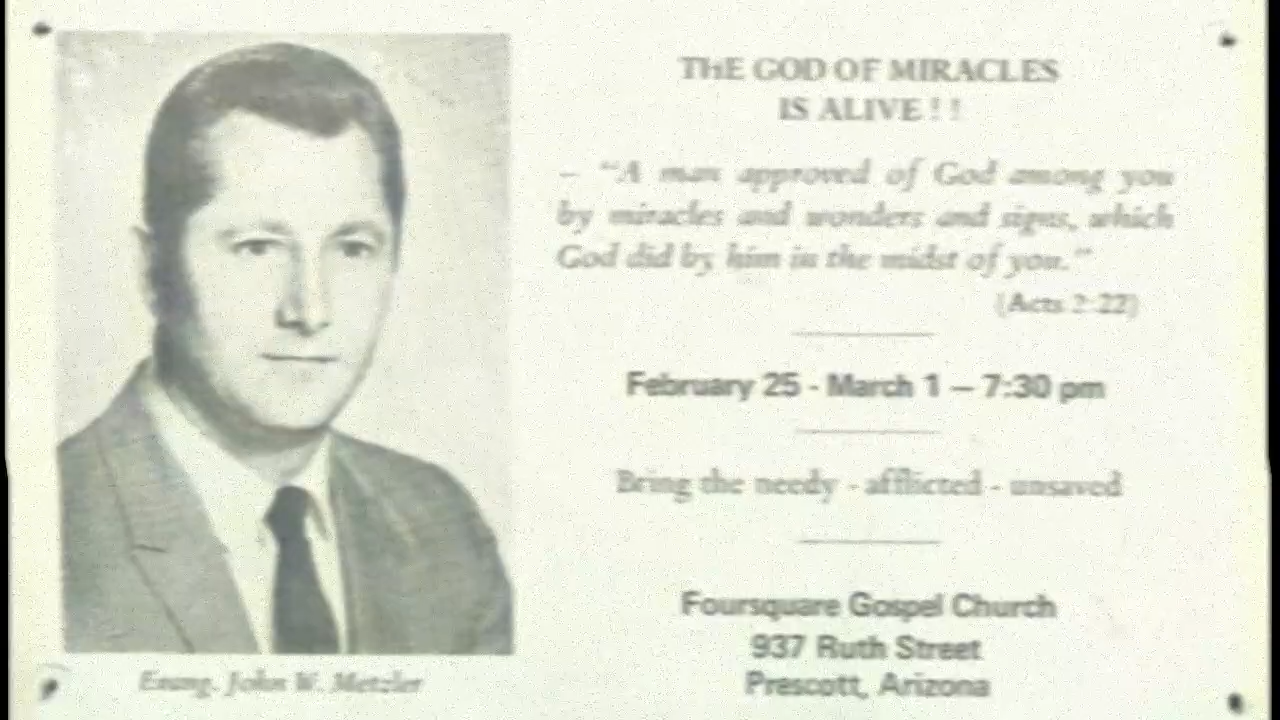 THE GOD OF MIRACLES
IS ALIVE ! !
– "A man approved of God among you
by miracles and wonders and signs, which
God did by him in the midst of you."
(Acts 2:22)
February 25 - March 1 – 7:30 pm
Bring the needy - afflicted - unsaved
Foursquare Gospel Church
937 Ruth Street
Prescott, Arizona
Evang. John W. Metzler